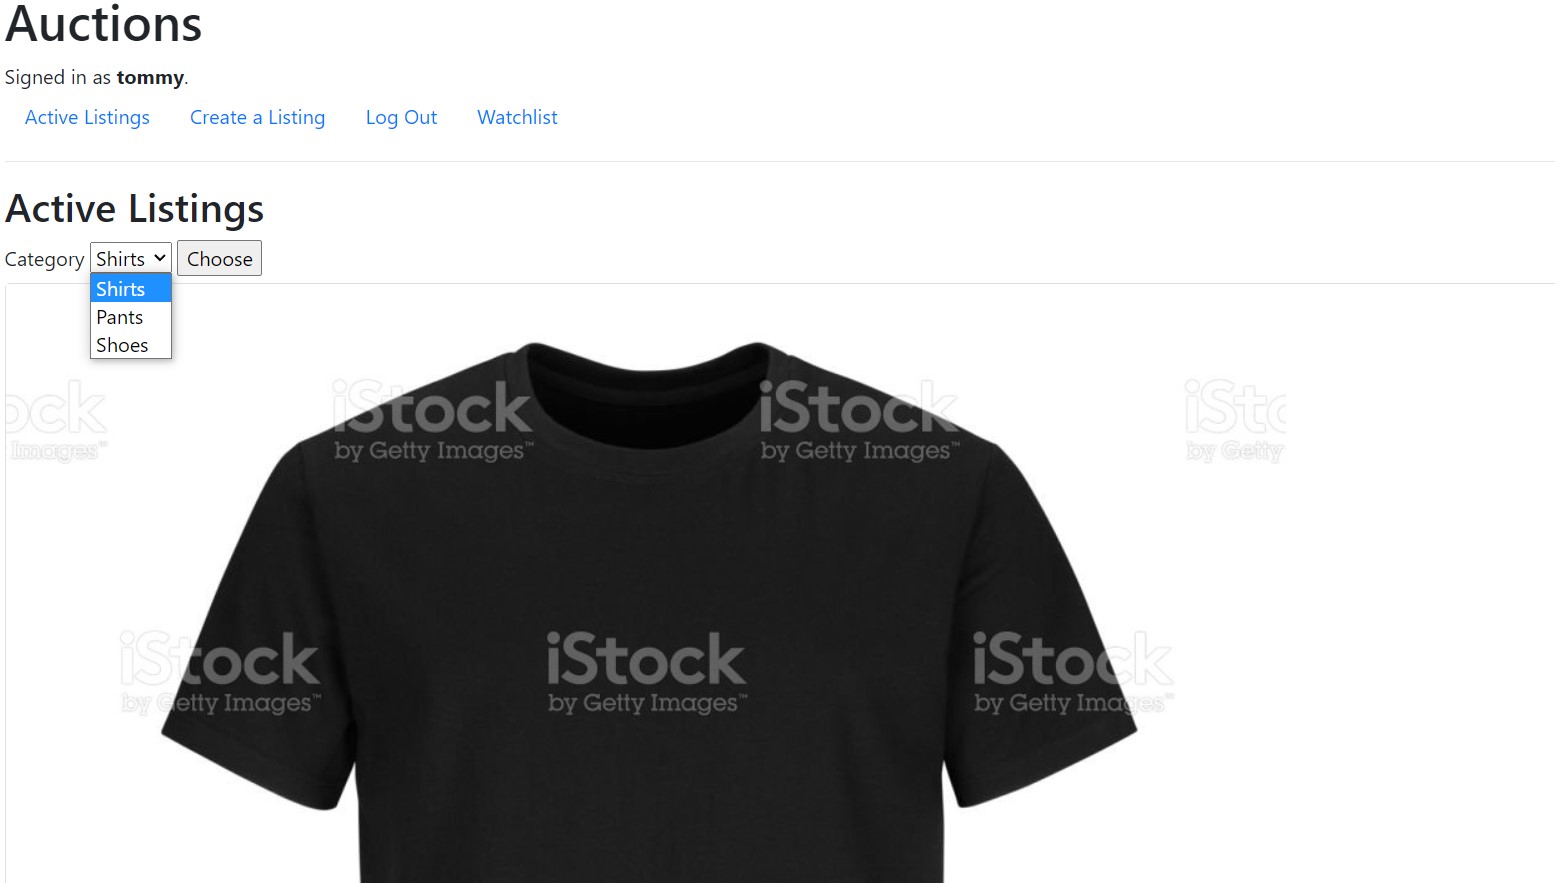 Auctions
Signed in as tommy.
Active Listings Create a Listing Log Out Watchlist
Active Listings
Category Shirts Choose
Shirts
Pants
Shoes
ock iStock iStock iSto
Images™ by Getty Images™ by Getty Images™ by Getty
iStock iStock iStock
by Getty Images™ by Getty Images™ by Getty Images™